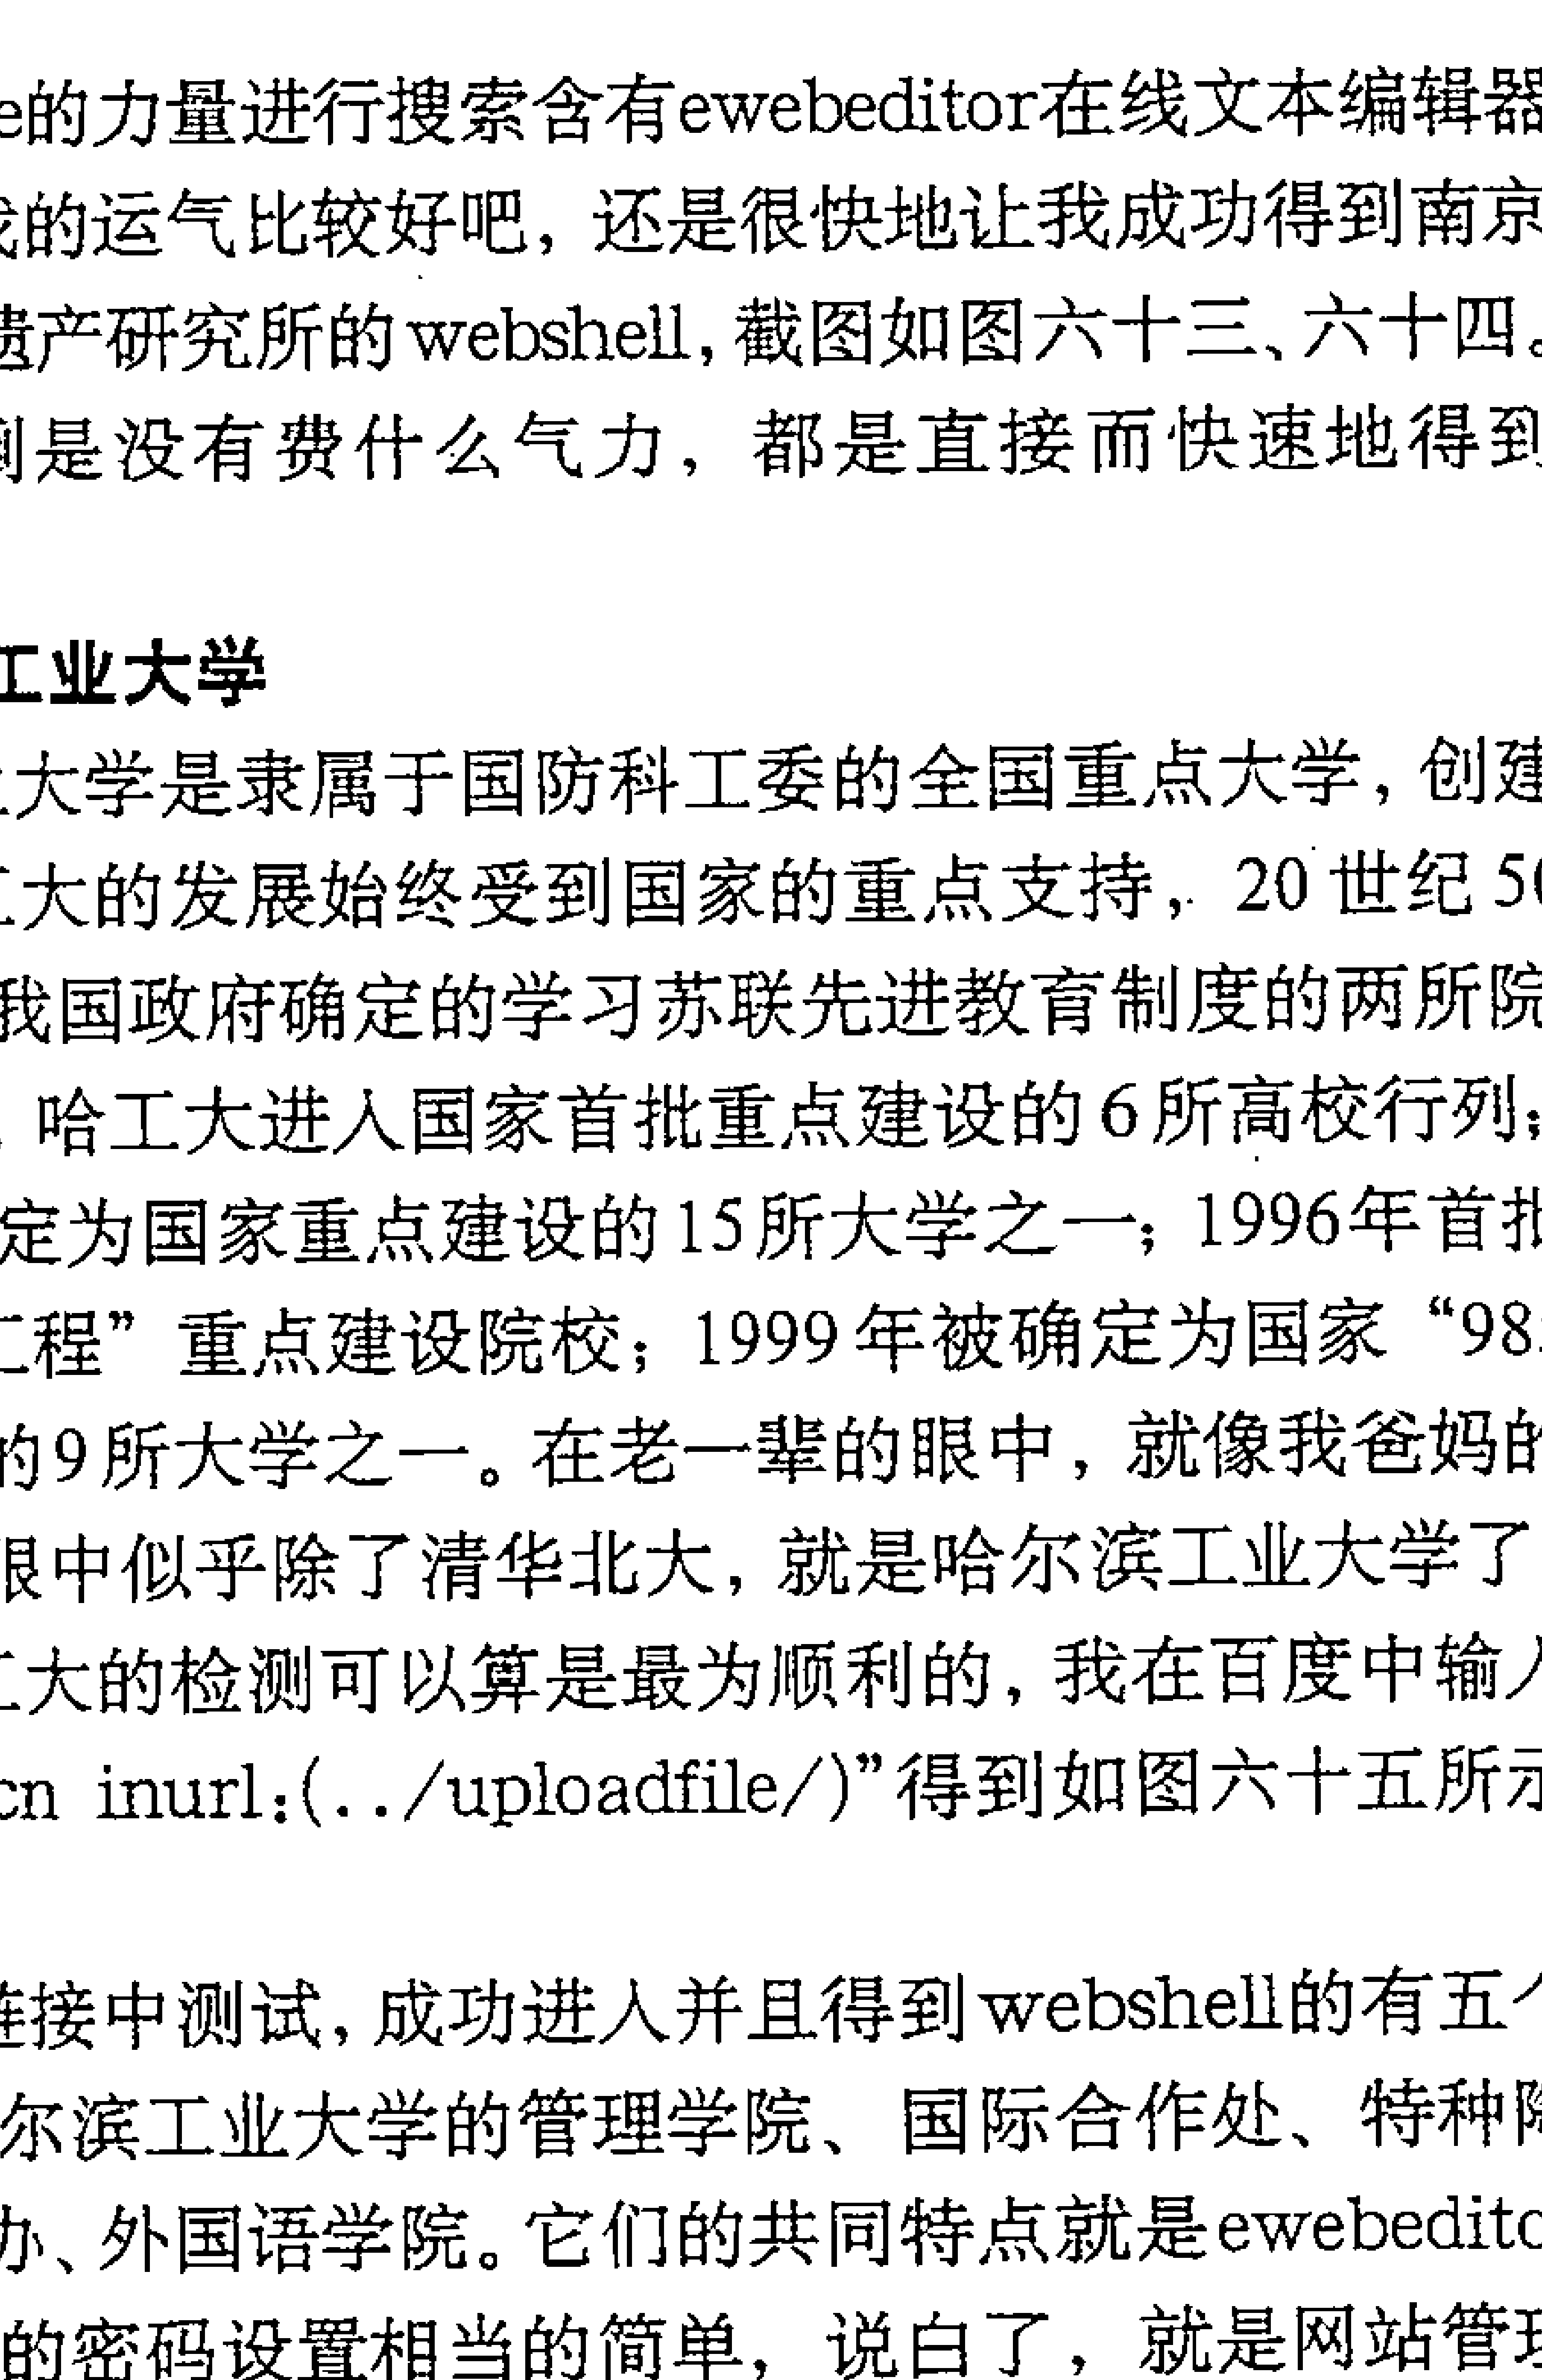 e的力量进行搜索含有ewebeditor在线文本编辑器
的运气比较好吧，还是很快地让我成功得到南京
遗产研究所的webshell，截图如图六十三、六十四。
倒是没有费什么气力，都是直接而快速地得到
工业大学
大学是隶属于国防科工委的全国重点大学，创建
大的发展始终受到国家的重点支持，20世纪50
我国政府确定的学习苏联先进教育制度的两所院
哈工大进入国家首批重点建设的6所高校行列；
定为国家重点建设的15所大学之一；1996年首批
工程”重点建设院校；1999年被确定为国家“98
的9所大学之一。在老一辈的眼中，就像我爸妈的
眼中似乎除了清华北大，就是哈尔滨工业大学了
工大的检测可以算是最为顺利的，我在百度中输入
cn inurl:(../uploadfile/)”得到如图六十五所示
链接中测试，成功进入并且得到webshell的有五个
尔滨工业大学的管理学院、国际合作处、特种陶
办、外国语学院。它们的共同特点就是ewebedito
的密码设置相当的简单，说白了，就是网站管理